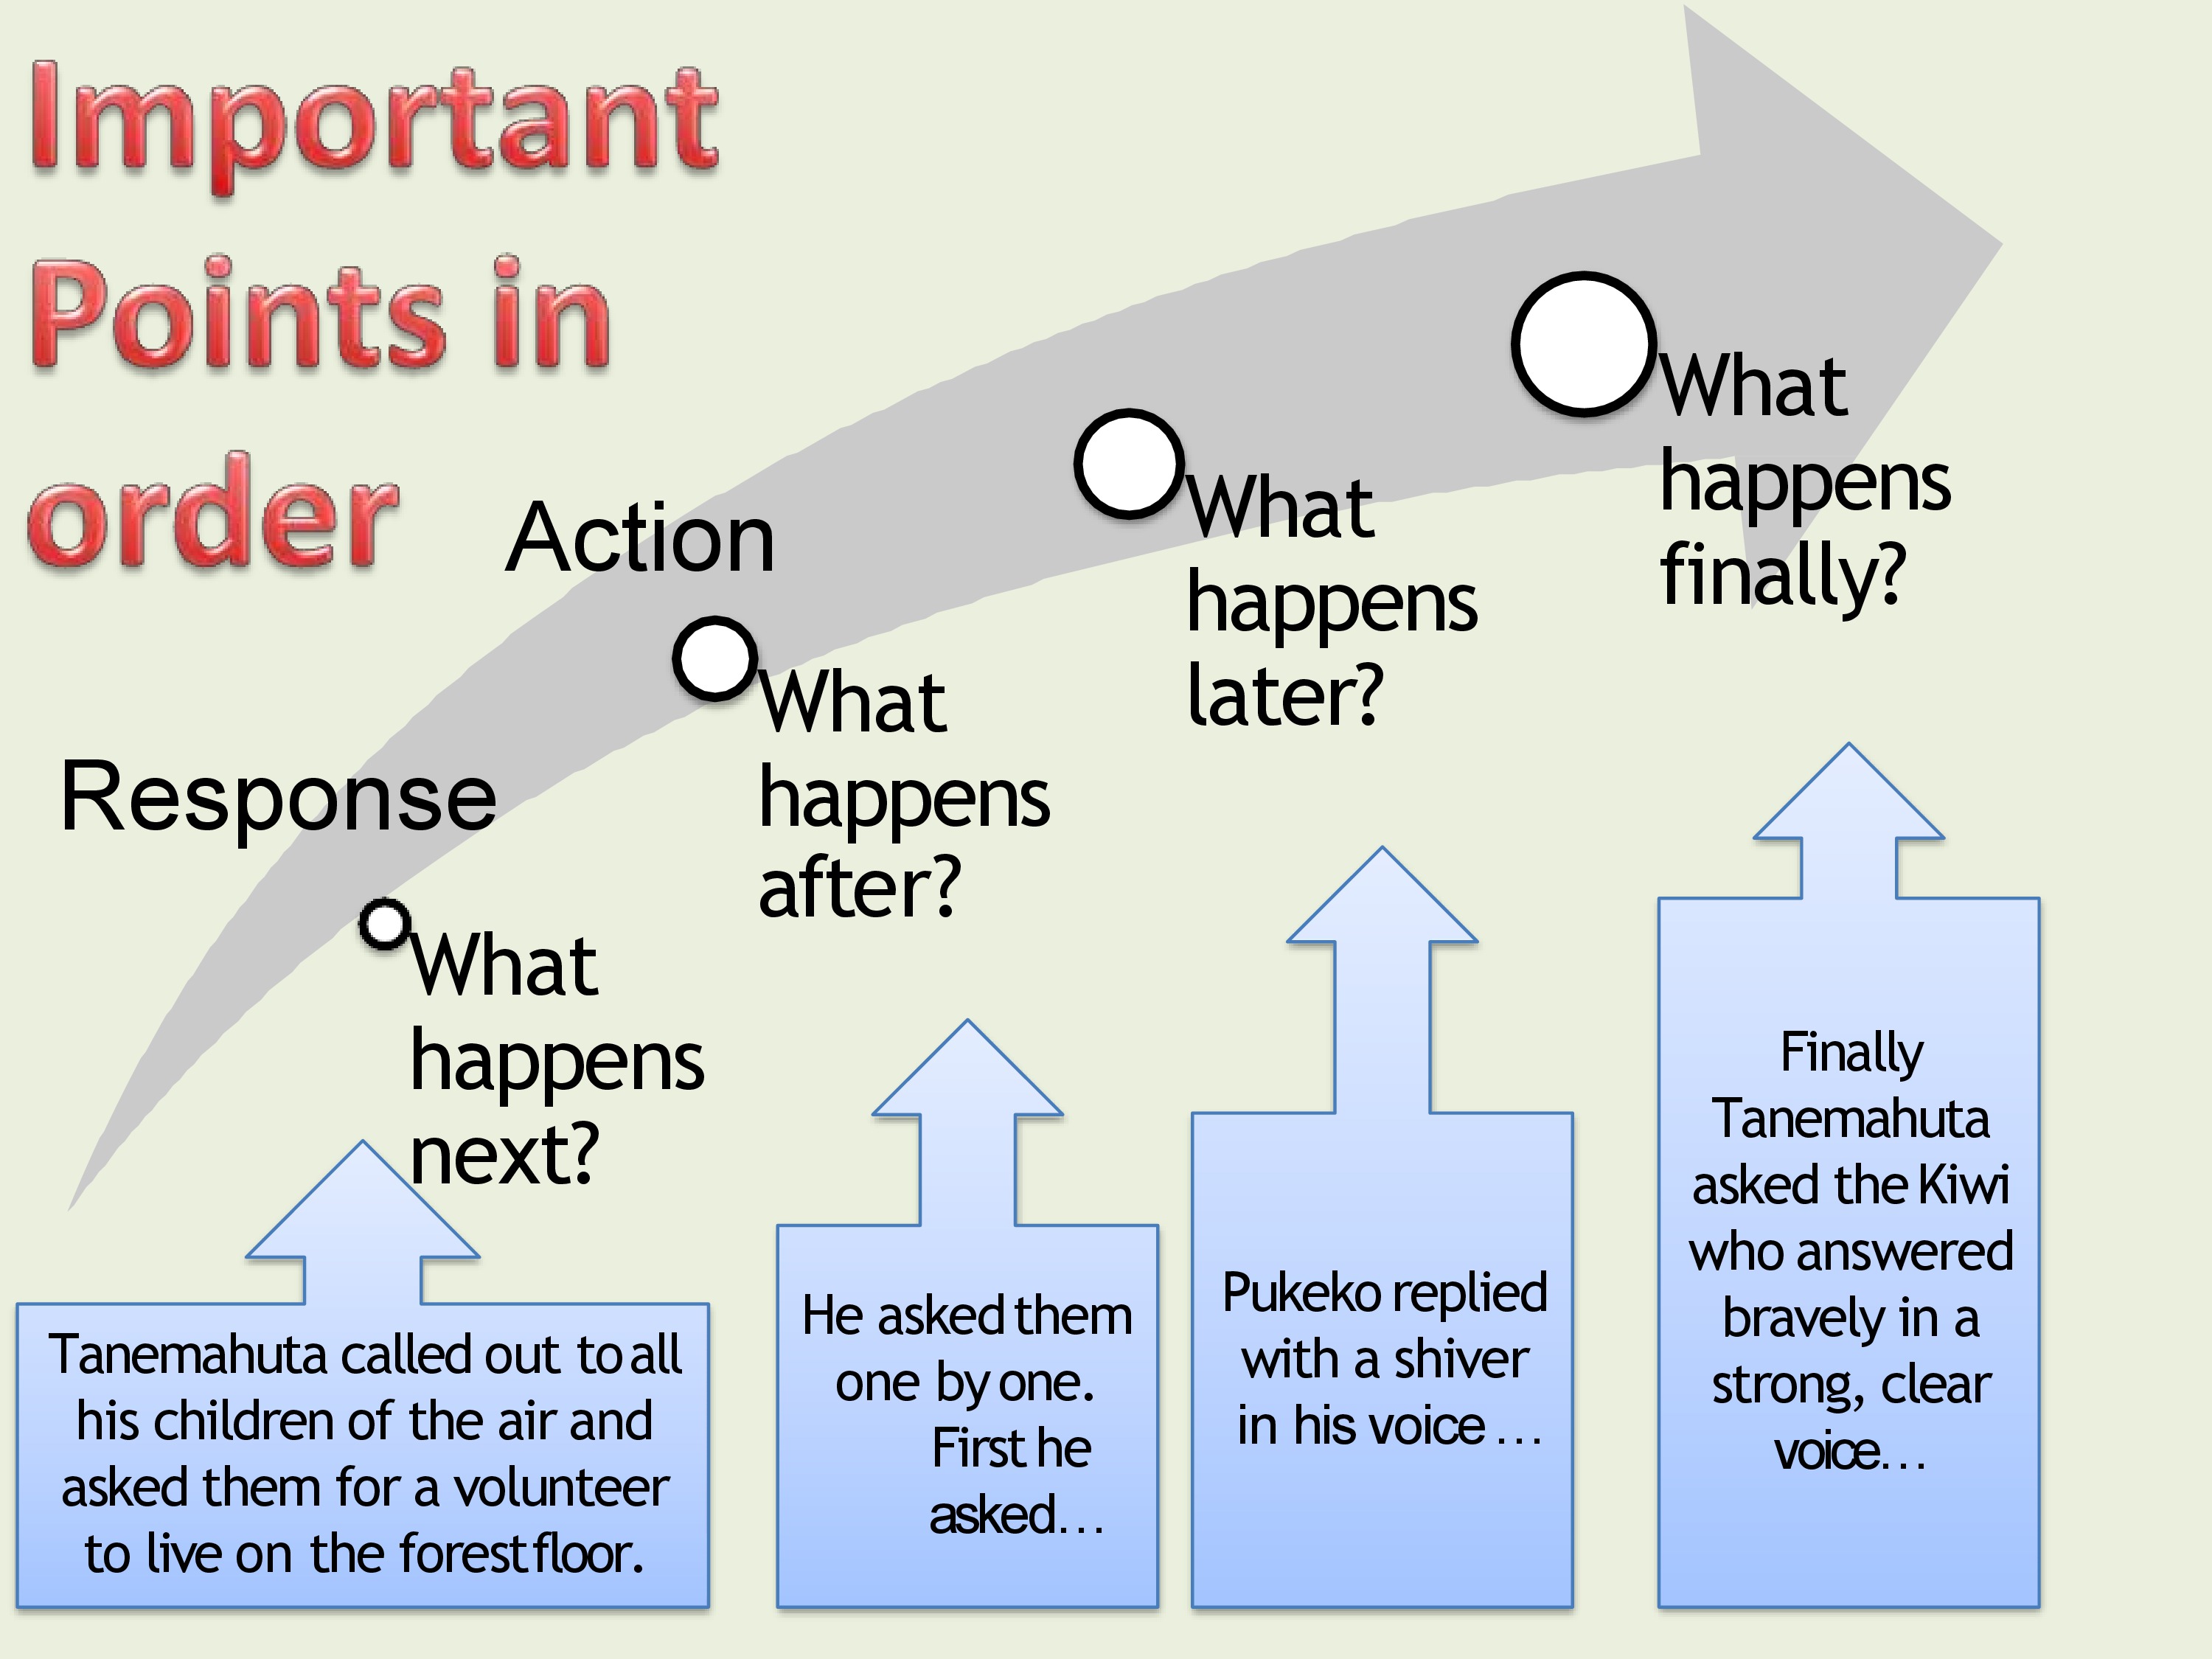 Important
Points in
order
Action
Response
What
happens
next?
What
happens
after?
What
happens
later?
What
happens
finally?
Tanemahuta called out to all
his children of the air and
asked them for a volunteer
to live on the forest floor.
He asked them
one by one.
First he
asked…
Pukeko replied
with a shiver
in his voice …
Finally
Tanemahuta
asked the Kiwi
who answered
bravely in a
strong, clear
voice…